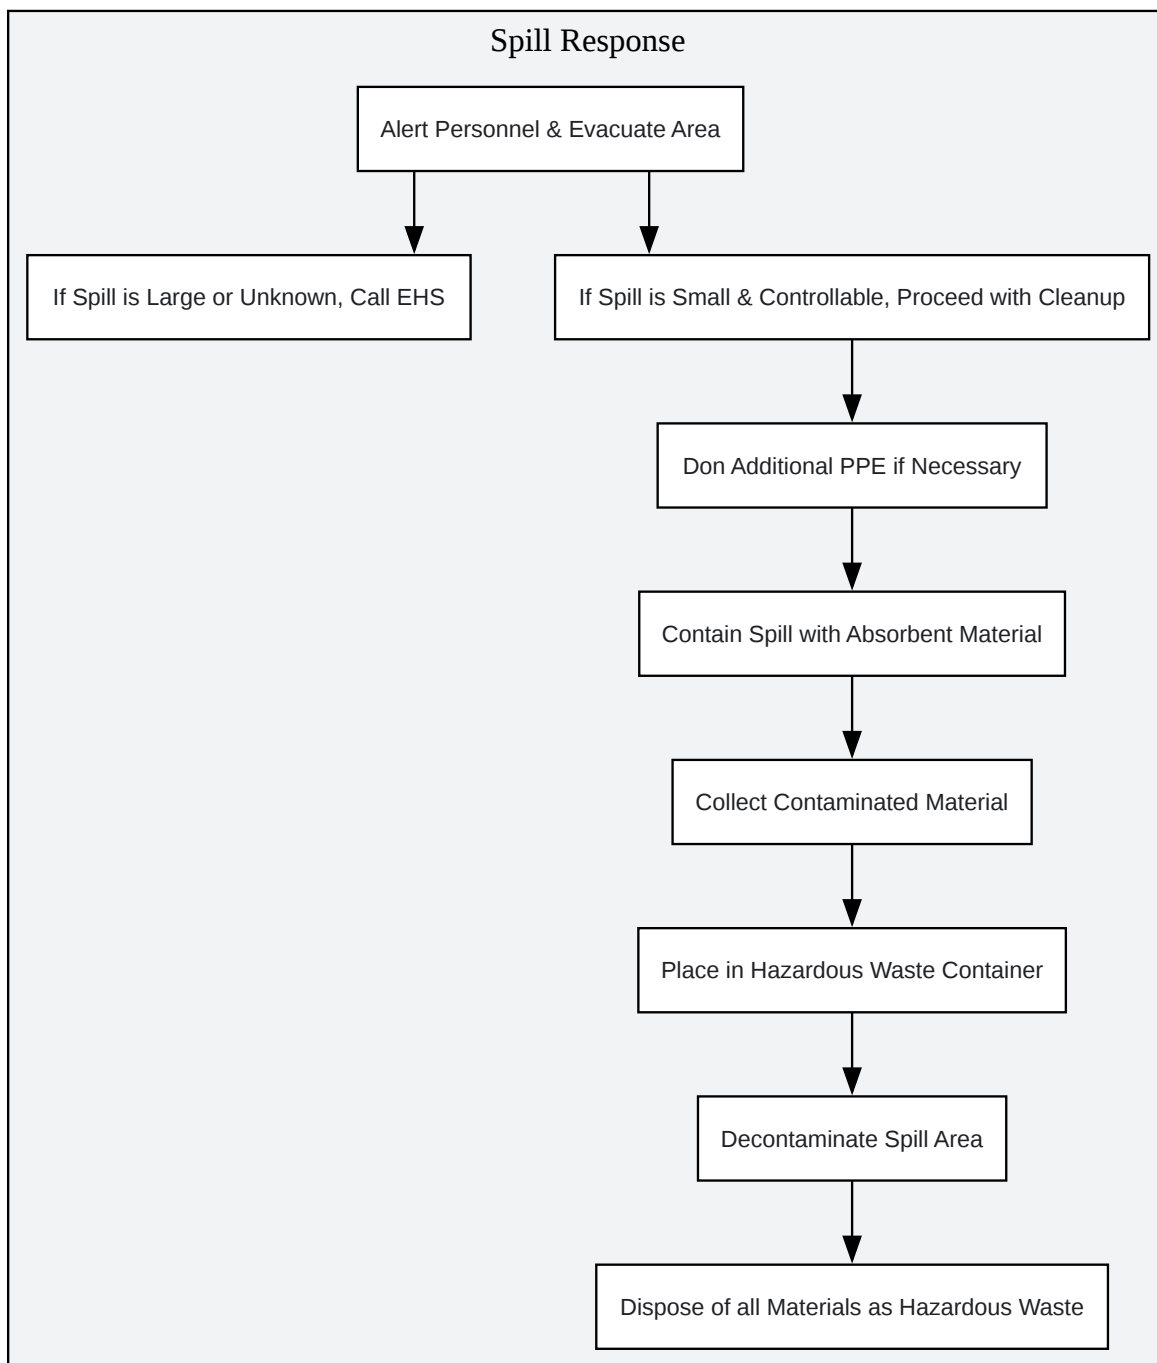 Spill Response
Alert Personnel & Evacuate Area
If Spill is Large or Unknown, Call EHS
If Spill is Small & Controllable, Proceed with Cleanup
Don Additional PPE if Necessary
Contain Spill with Absorbent Material
Collect Contaminated Material
Place in Hazardous Waste Container
Decontaminate Spill Area
Dispose of all Materials as Hazardous Waste